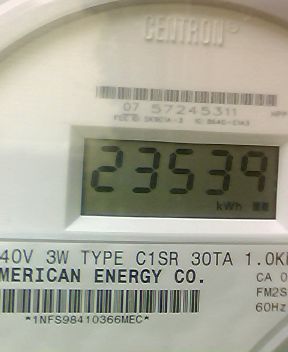 CENTRON
07 57245311
23539
kWh
40V 3W TYPE C1SR 30TA 1.0K
MERICAN ENERGY CO.
CA 0
FM2S
60Hz
*1NFS98410366MEC*